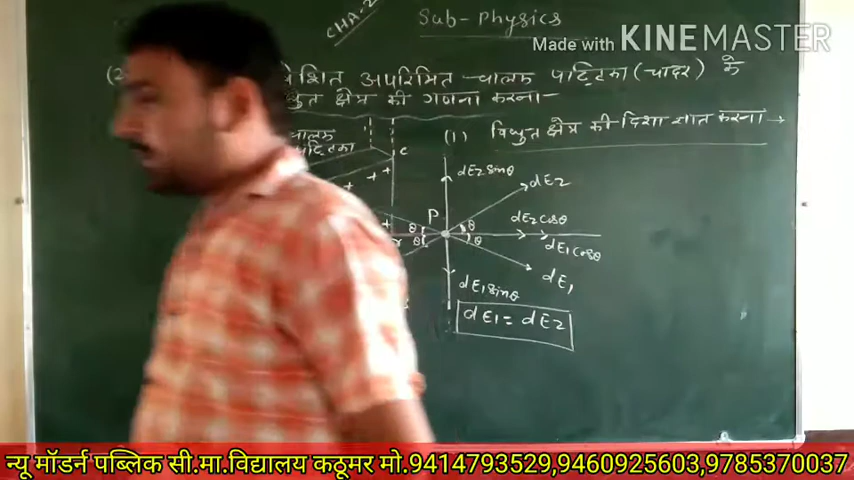 CHA-2
Sub-Physics
Made with KINEMASTER
अपरिमित चालक पट्टिका (चादर) के
क्षेत्र की गणना करना-
चालक
पट्टिका
(1) विद्युत क्षेत्र की दिशा ज्ञात करना →
C
+ +
+
dE2 sinθ
dE2
P
θ
dE2 cosθ
θ θ
θ
dE1 cosθ
dE1
dE1 sinθ
dE1 = dE2
न्यू मॉडर्न पब्लिक सी.मा.विद्यालय कठूमर मो.9414793529,9460925603,9785370037